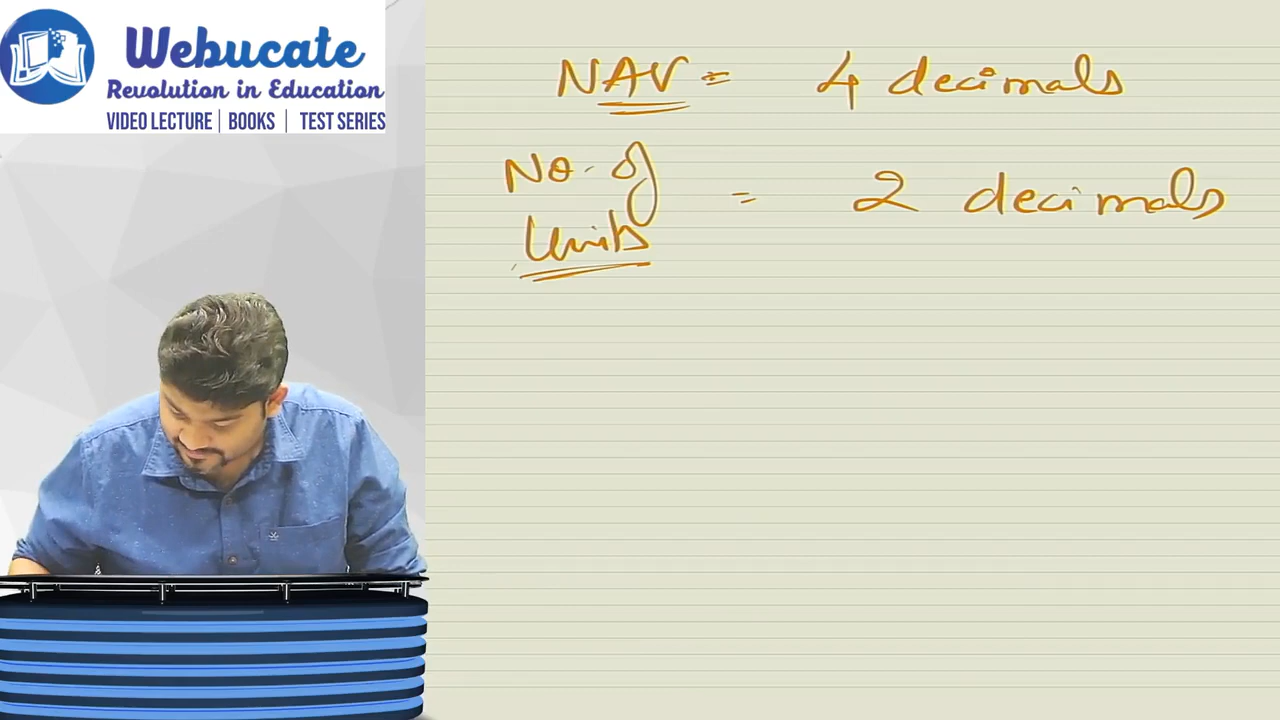 Webucate
Revolution in Education
VIDEO LECTURE | BOOKS | TEST SERIES
NAV = 4 decimals
No. of
Units = 2 decimals